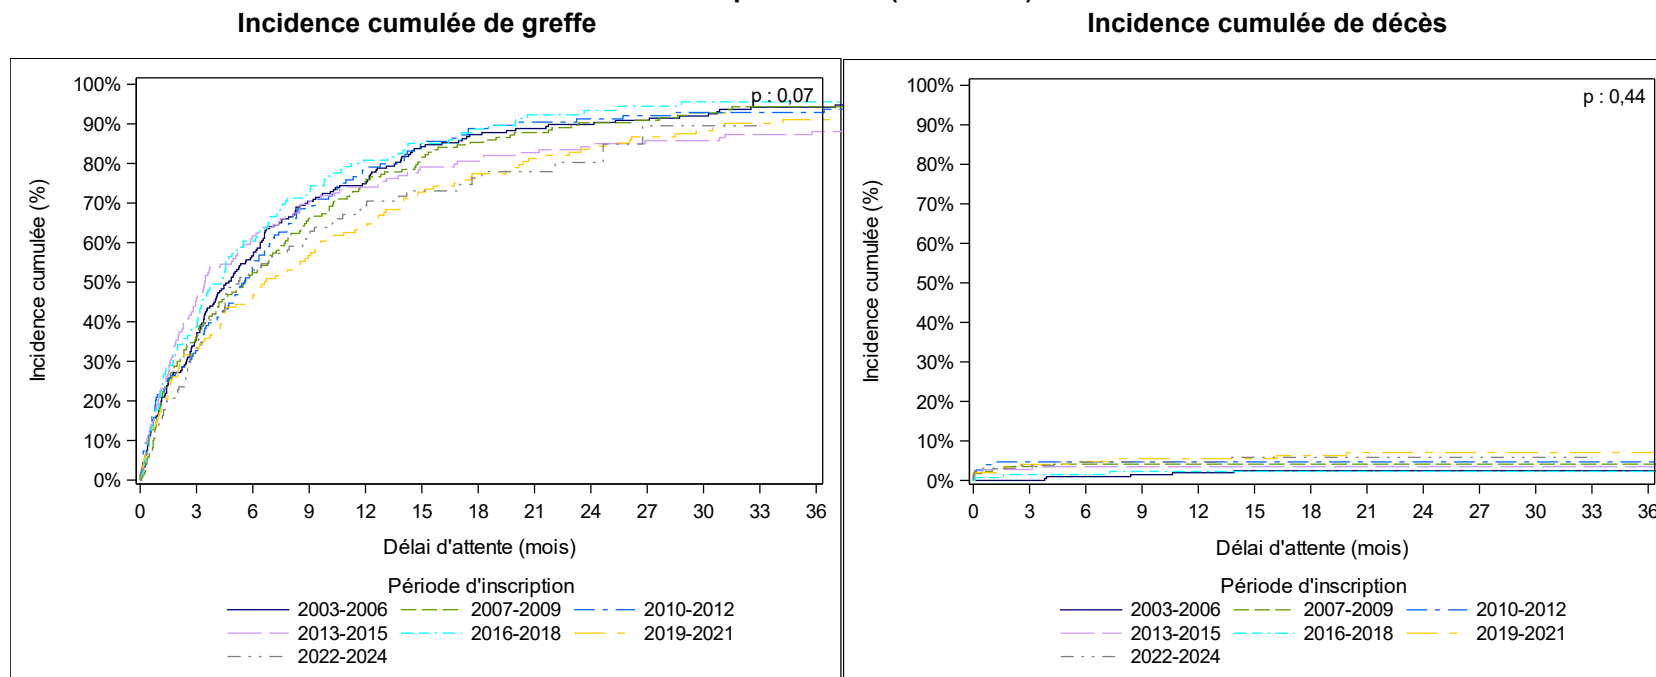 Incidence cumulée de greffe
Incidence cumulée de décès
p : 0,07
100%
90%
80%
70%
60%
50%
40%
30%
20%
10%
0%
Incidence cumulée (%)
0 3 6 9 12 15 18 21 24 27 30 33 36
Délai d'attente (mois)
Période d'inscription
2003-2006 2007-2009 2010-2012
2013-2015 2016-2018 2019-2021
2022-2024
p : 0,44
100%
90%
80%
70%
60%
50%
40%
30%
20%
10%
0%
Incidence cumulée (%)
0 3 6 9 12 15 18 21 24 27 30 33 36
Délai d'attente (mois)
Période d'inscription
2003-2006 2007-2009 2010-2012
2013-2015 2016-2018 2019-2021
2022-2024